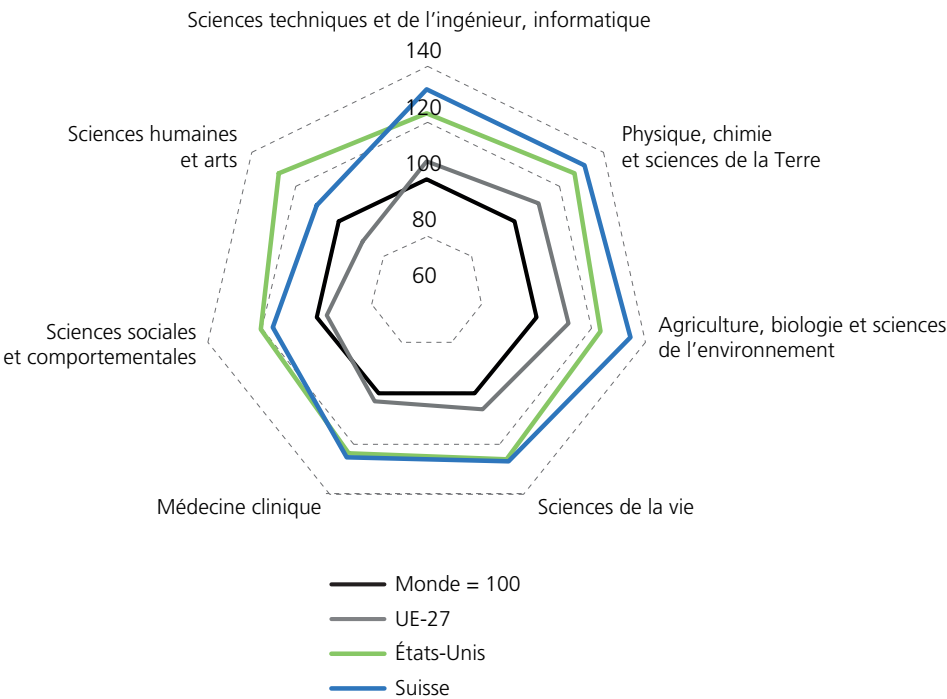 Sciences techniques et de l'ingénieur, informatique
140
120
100
80
60
Sciences humaines
et arts
Physique, chimie
et sciences de la Terre
Sciences sociales
et comportementales
Agriculture, biologie et sciences
de l'environnement
Médecine clinique
Sciences de la vie
Monde = 100
UE-27
États-Unis
Suisse